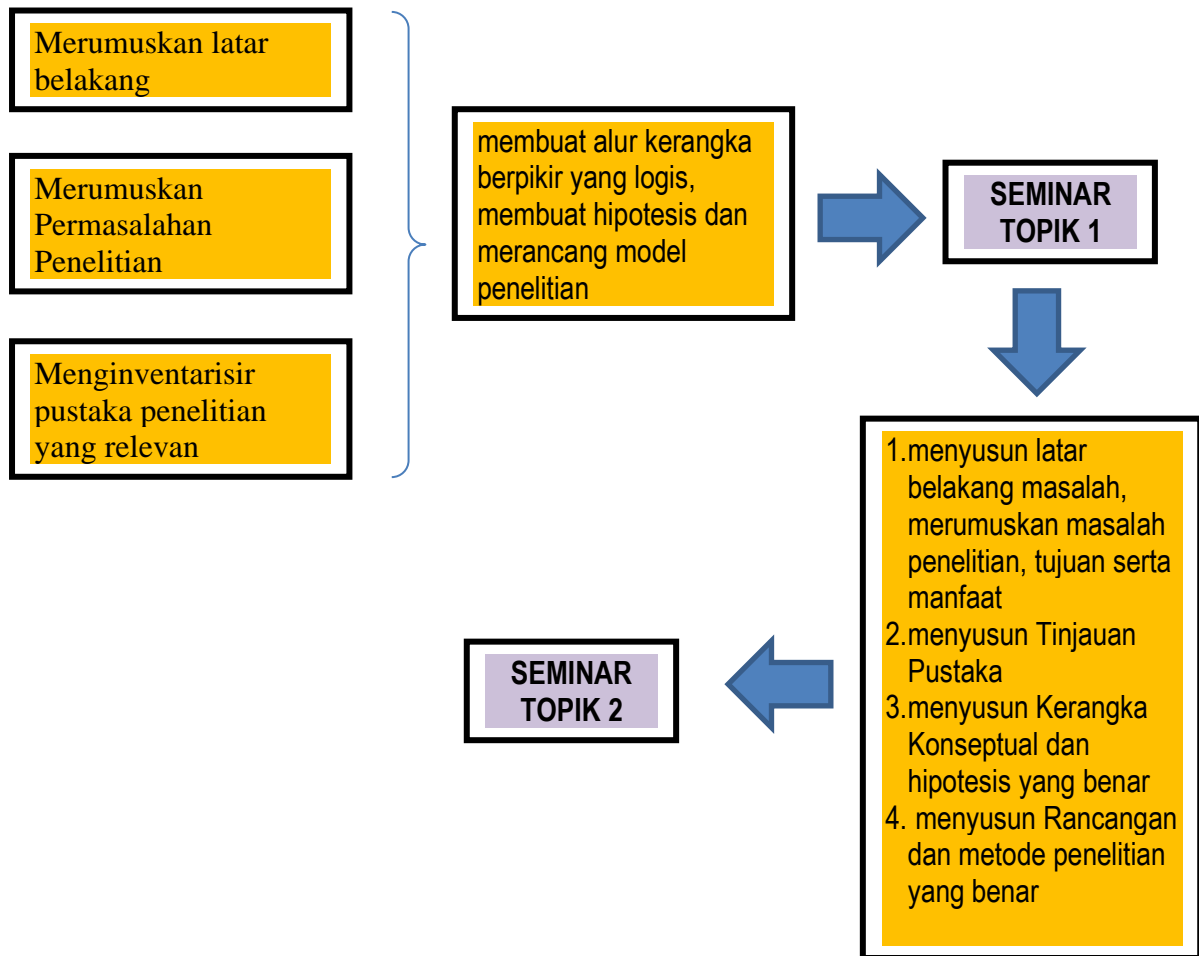 Merumuskan latar
belakang
Merumuskan
Permasalahan
Penelitian
Menginventarisir
pustaka penelitian
yang relevan
membuat alur kerangka
berpikir yang logis,
membuat hipotesis dan
merancang model
penelitian
SEMINAR
TOPIK 1
1.menyusun latar
belakang masalah,
merumuskan masalah
penelitian, tujuan serta
manfaat
2.menyusun Tinjauan
Pustaka
3.menyusun Kerangka
Konseptual dan
hipotesis yang benar
4. menyusun Rancangan
dan metode penelitian
yang benar
SEMINAR
TOPIK 2